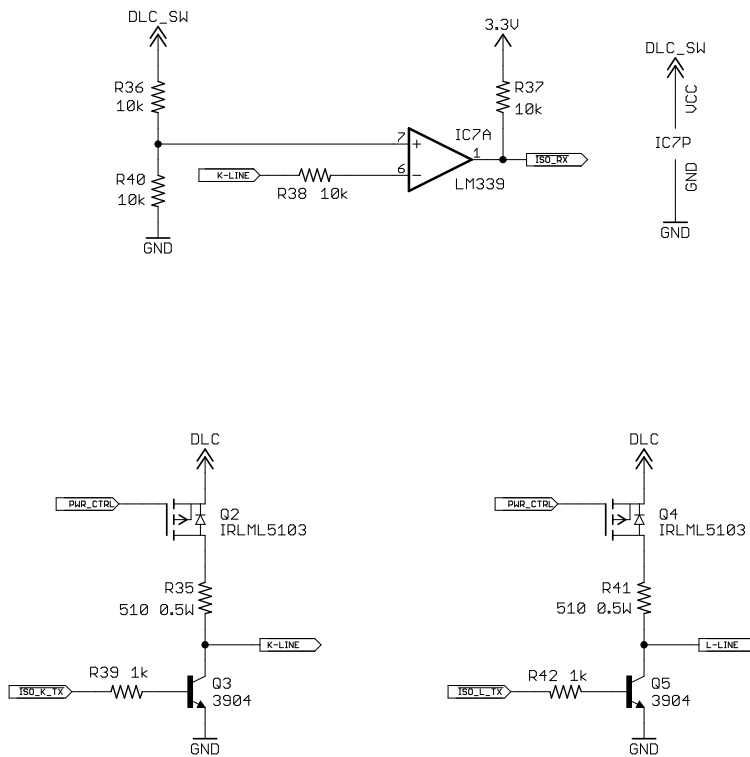 DLC_SW
R36
10k
R40
10k
GND
K-LINE
R38 10k
7
6
+
-
1
IC7A
LM339
3.3V
R37
10k
ISO_RX
DLC_SW
VCC
IC7P
GND
GND
DLC
PWR_CTRL
Q2
IRLML5103
R35
510 0.5W
K-LINE
R39 1k
ISO_K_TX
Q3
3904
GND
DLC
PWR_CTRL
Q4
IRLML5103
R41
510 0.5W
L-LINE
R42 1k
ISO_L_TX
Q5
3904
GND